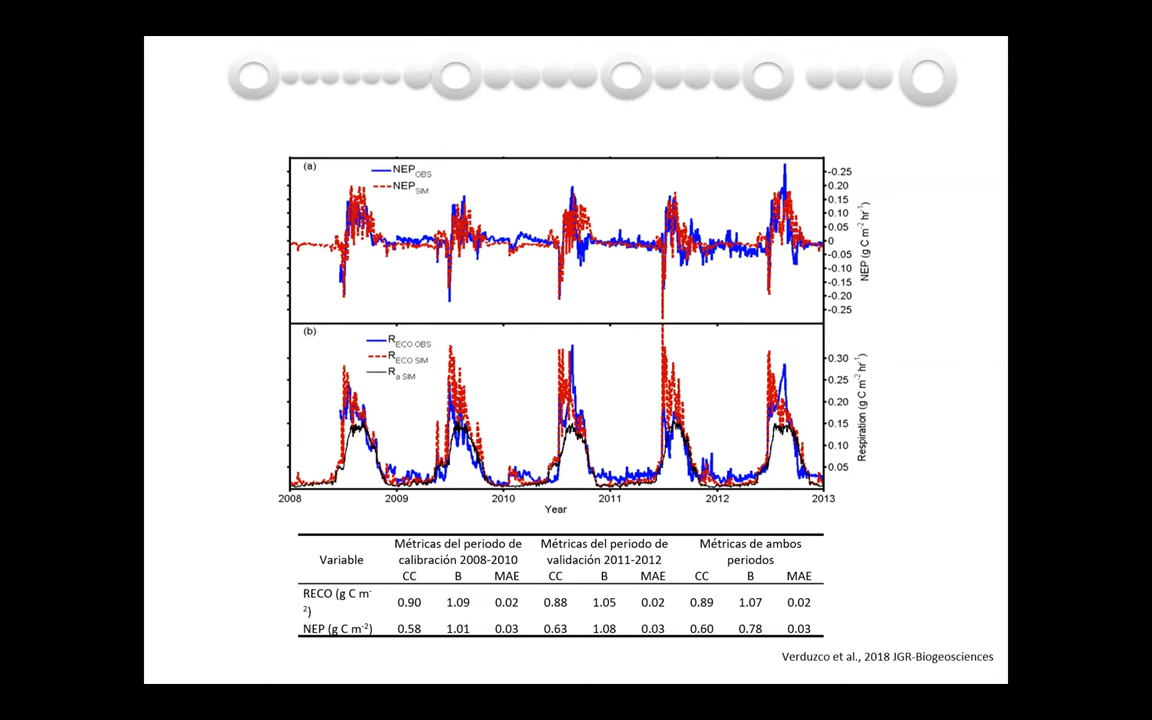 (a)
NEP OBS
NEP SIM
-0.25
0.20
0.15
0.10
0.05
0
-0.05
-0.10
-0.15
-0.20
-0.25
NEP (g C m⁻² hr⁻¹)
(b)
R ECO OBS
R ECO SIM
R a SIM
0.30
0.25
0.20
0.15
0.10
0.05
Respiration (g C m⁻² hr⁻¹)
2008 2009 2010 2011 2012 2013
Year
Métricas del periodo de Métricas del periodo de Métricas de ambos
Variable calibración 2008-2010 validación 2011-2012 periodos
CC B MAE CC B MAE CC B MAE
RECO (g C m⁻
²) 0.90 1.09 0.02 0.88 1.05 0.02 0.89 1.07 0.02
NEP (g C m⁻²) 0.58 1.01 0.03 0.63 1.08 0.03 0.60 0.78 0.03
Verduzco et al., 2018 JGR-Biogeosciences